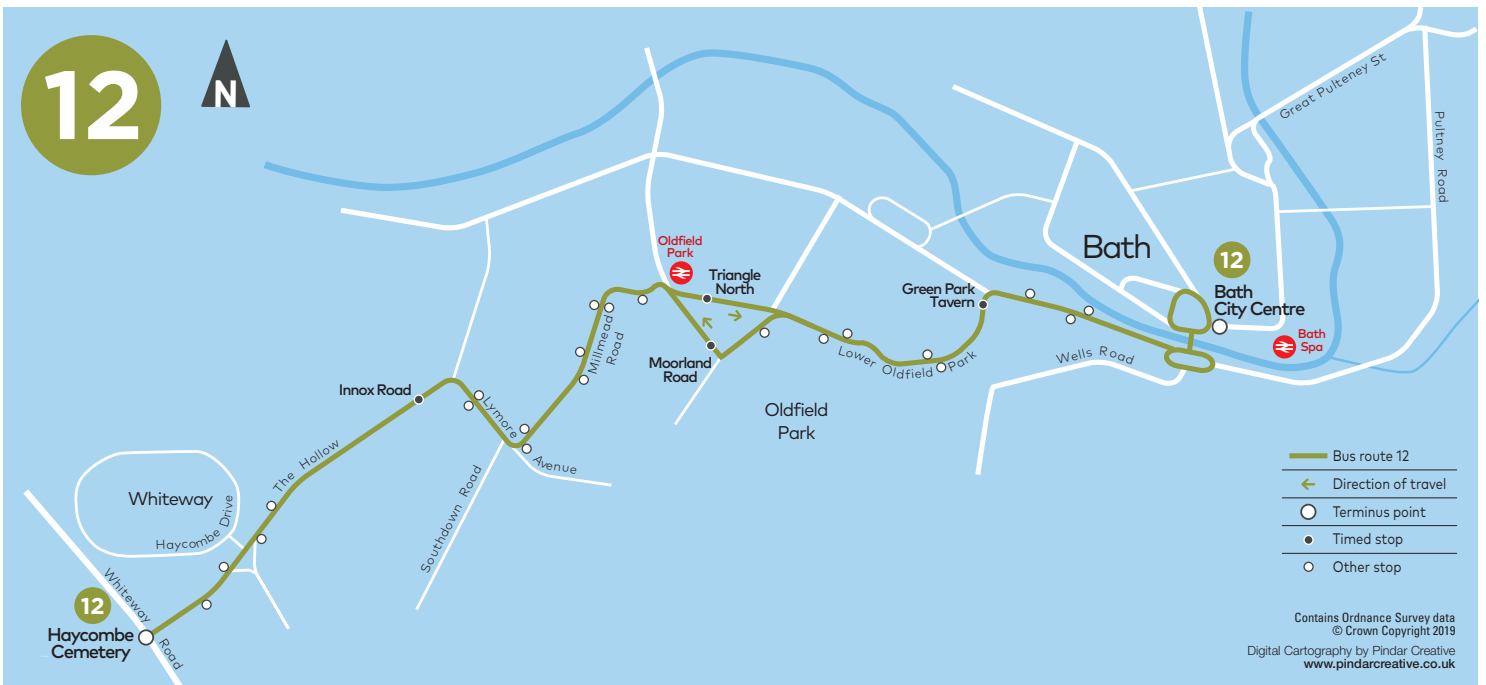 12
N
Great Pulteney St
Pultney Road
Oldfield
Park
Triangle
North
Bath
12
Bath
City Centre
Green Park
Tavern
Bath
Spa
Millmead
Road
Moorland
Road
Lower Oldfield Park
Wells Road
Innox Road
Lymore
Avenue
Oldfield
Park
The Hollow
Southdown Road
Whiteway
Haycombe Drive
Whiteway
Road
12
Haycombe
Cemetery
Bus route 12
Direction of travel
Terminus point
Timed stop
Other stop
Contains Ordnance Survey data
© Crown Copyright 2019
Digital Cartography by Pindar Creative
www.pindarcreative.co.uk